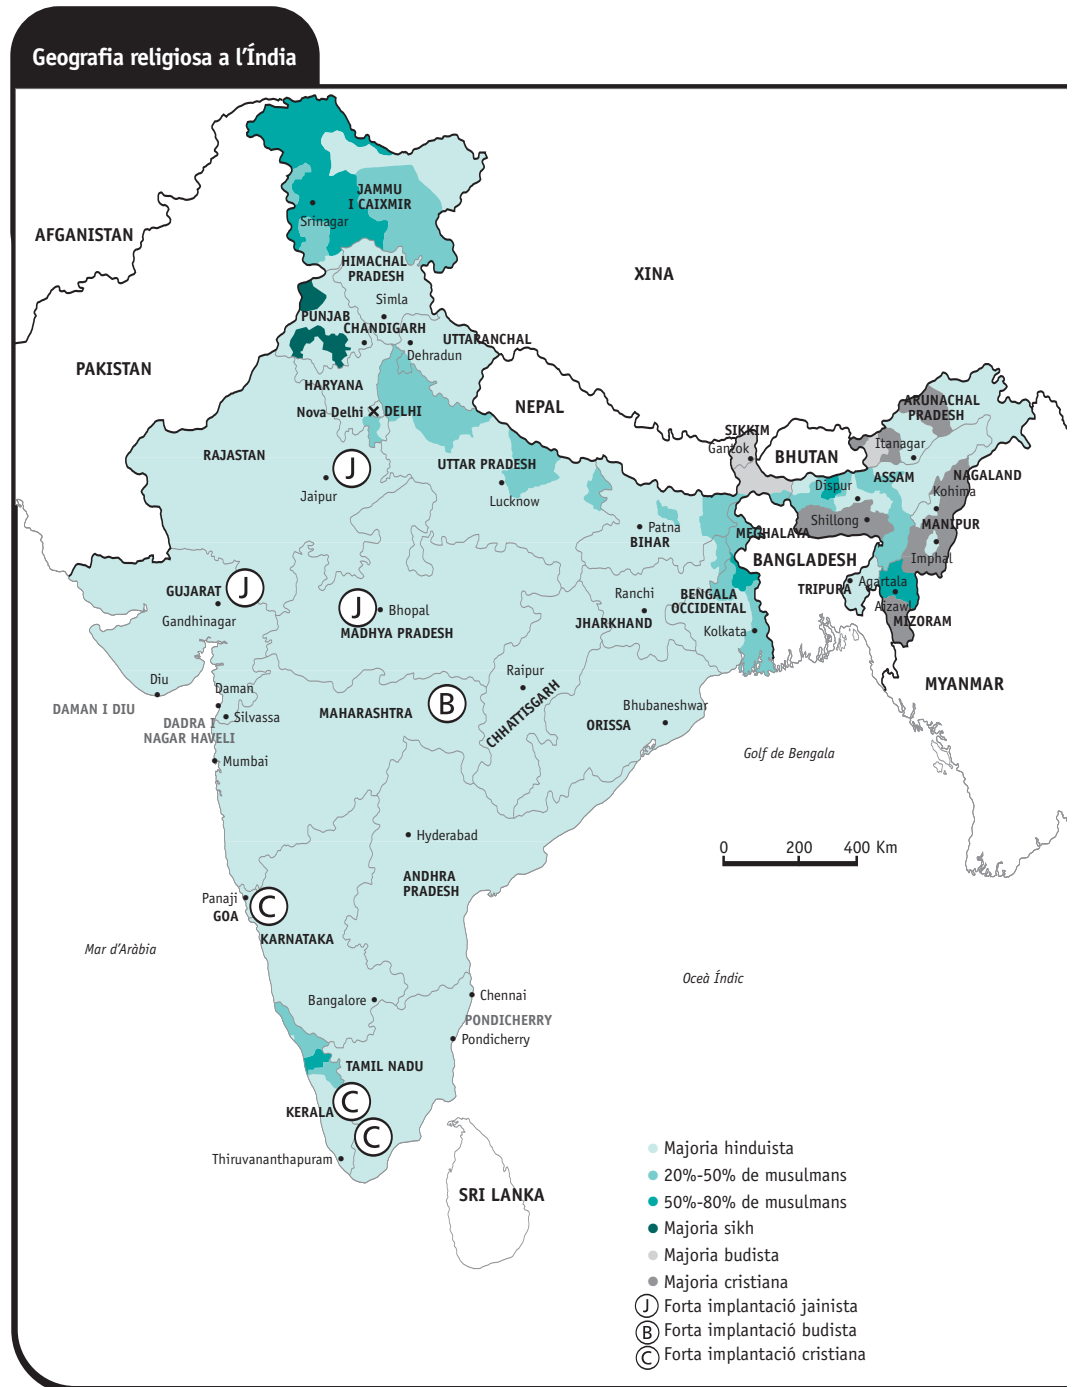 Geografia religiosa a l’Índia
AFGANISTAN
PAKISTAN
XINA
NEPAL
BHUTAN
BANGLADESH
MYANMAR
SRI LANKA
JAMMU
I CAIXMIR
Srinagar
HIMACHAL
PRADESH
Simla
PUNJAB
CHANDIGARH
UTTARANCHAL
Dehradun
HARYANA
Nova Delhi
DELHI
RAJASTAN
J
Jaipur
UTTAR PRADESH
Lucknow
SIKKIM
Gantok
ARUNACHAL
PRADESH
Itanagar
ASSAM
Dispur
NAGALAND
Kohima
Shillong
MEGHALAYA
MANIPUR
Imphal
TRIPURA
Agartala
Aizawl
MIZORAM
Patna
BIHAR
GUJARAT
J
Gandhinagar
J
Bhopal
MADHYA PRADESH
Ranchi
JHARKHAND
BENGALA
OCCIDENTAL
Kolkata
Diu
DAMAN I DIU
Daman
Silvassa
DADRA I
NAGAR HAVELI
Mumbai
MAHARASHTRA
B
Raipur
CHHATTISGARH
Bhubaneshwar
ORISSA
Golf de Bengala
Hyderabad
ANDHRA
PRADESH
0 200 400 Km
Panaji
GOA
C
KARNATAKA
Mar d’Aràbia
Oceà Índic
Bangalore
Chennai
PONDICHERRY
Pondicherry
TAMIL NADU
KERALA
C
C
Thiruvananthapuram
Majoria hinduista
20%-50% de musulmans
50%-80% de musulmans
Majoria sikh
Majoria budista
Majoria cristiana
J Forta implantació jainista
B Forta implantació budista
C Forta implantació cristiana